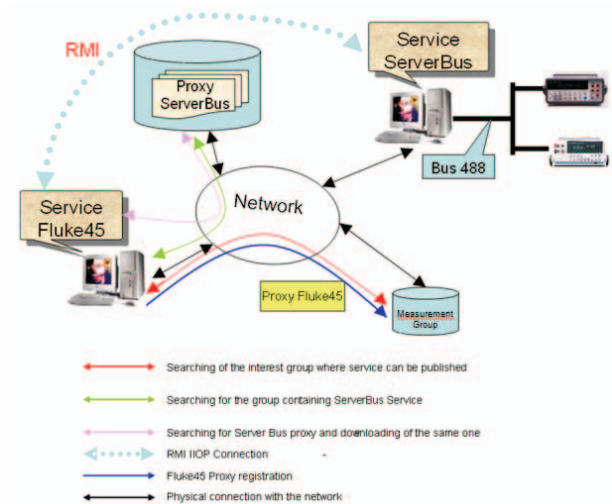 RMI
Service
ServerBus
Proxy
ServerBus
Bus 488
Service
Fluke45
Network
Proxy Fluke45
Measurement
Group
Searching of the interest group where service can be published
Searching for the group containing ServerBus Service
Searching for Server Bus proxy and downloading of the same one
RMI IIOP Connection -
Fluke45 Proxy registration
Physical connection with the network